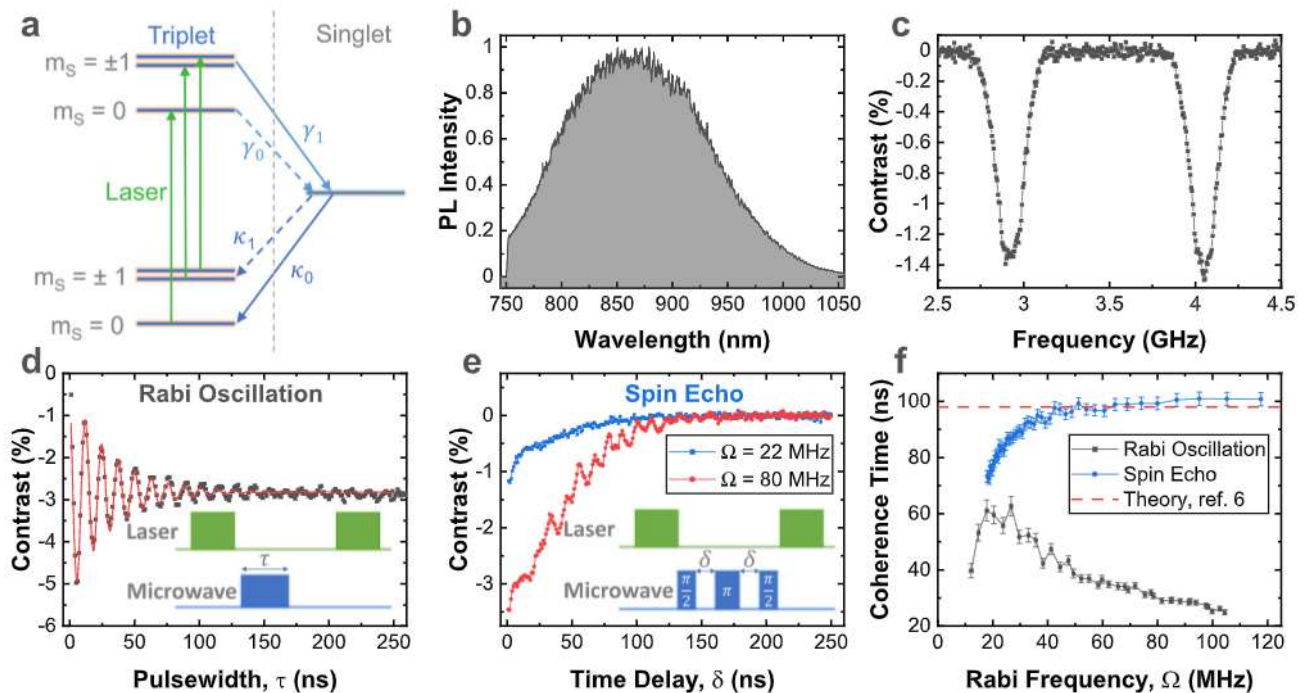 a
Triplet
Singlet
mS = ±1
mS = 0
γ1
γ0
Laser
κ1
κ0
mS = ± 1
mS = 0
b
1
0.8
0.6
0.4
0.2
0
PL Intensity
750 800 850 900 950 1000 1050
Wavelength (nm)
c
0
-0.2
-0.4
-0.6
-0.8
-1
-1.2
-1.4
Contrast (%)
2.5 3 3.5 4 4.5
Frequency (GHz)
d
Rabi Oscillation
0
-1
-2
-3
-4
-5
-6
Contrast (%)
Laser
τ
Microwave
0 50 100 150 200 250
Pulsewidth, τ (ns)
e
Spin Echo
0
-1
-2
-3
Contrast (%)
Ω = 22 MHz
Ω = 80 MHz
Laser
δ δ
Microwave
π/2 π π/2
0 50 100 150 200 250
Time Delay, δ (ns)
f
100
80
60
40
20
Coherence Time (ns)
Rabi Oscillation
Spin Echo
Theory, ref. 6
0 20 40 60 80 100 120
Rabi Frequency, Ω (MHz)